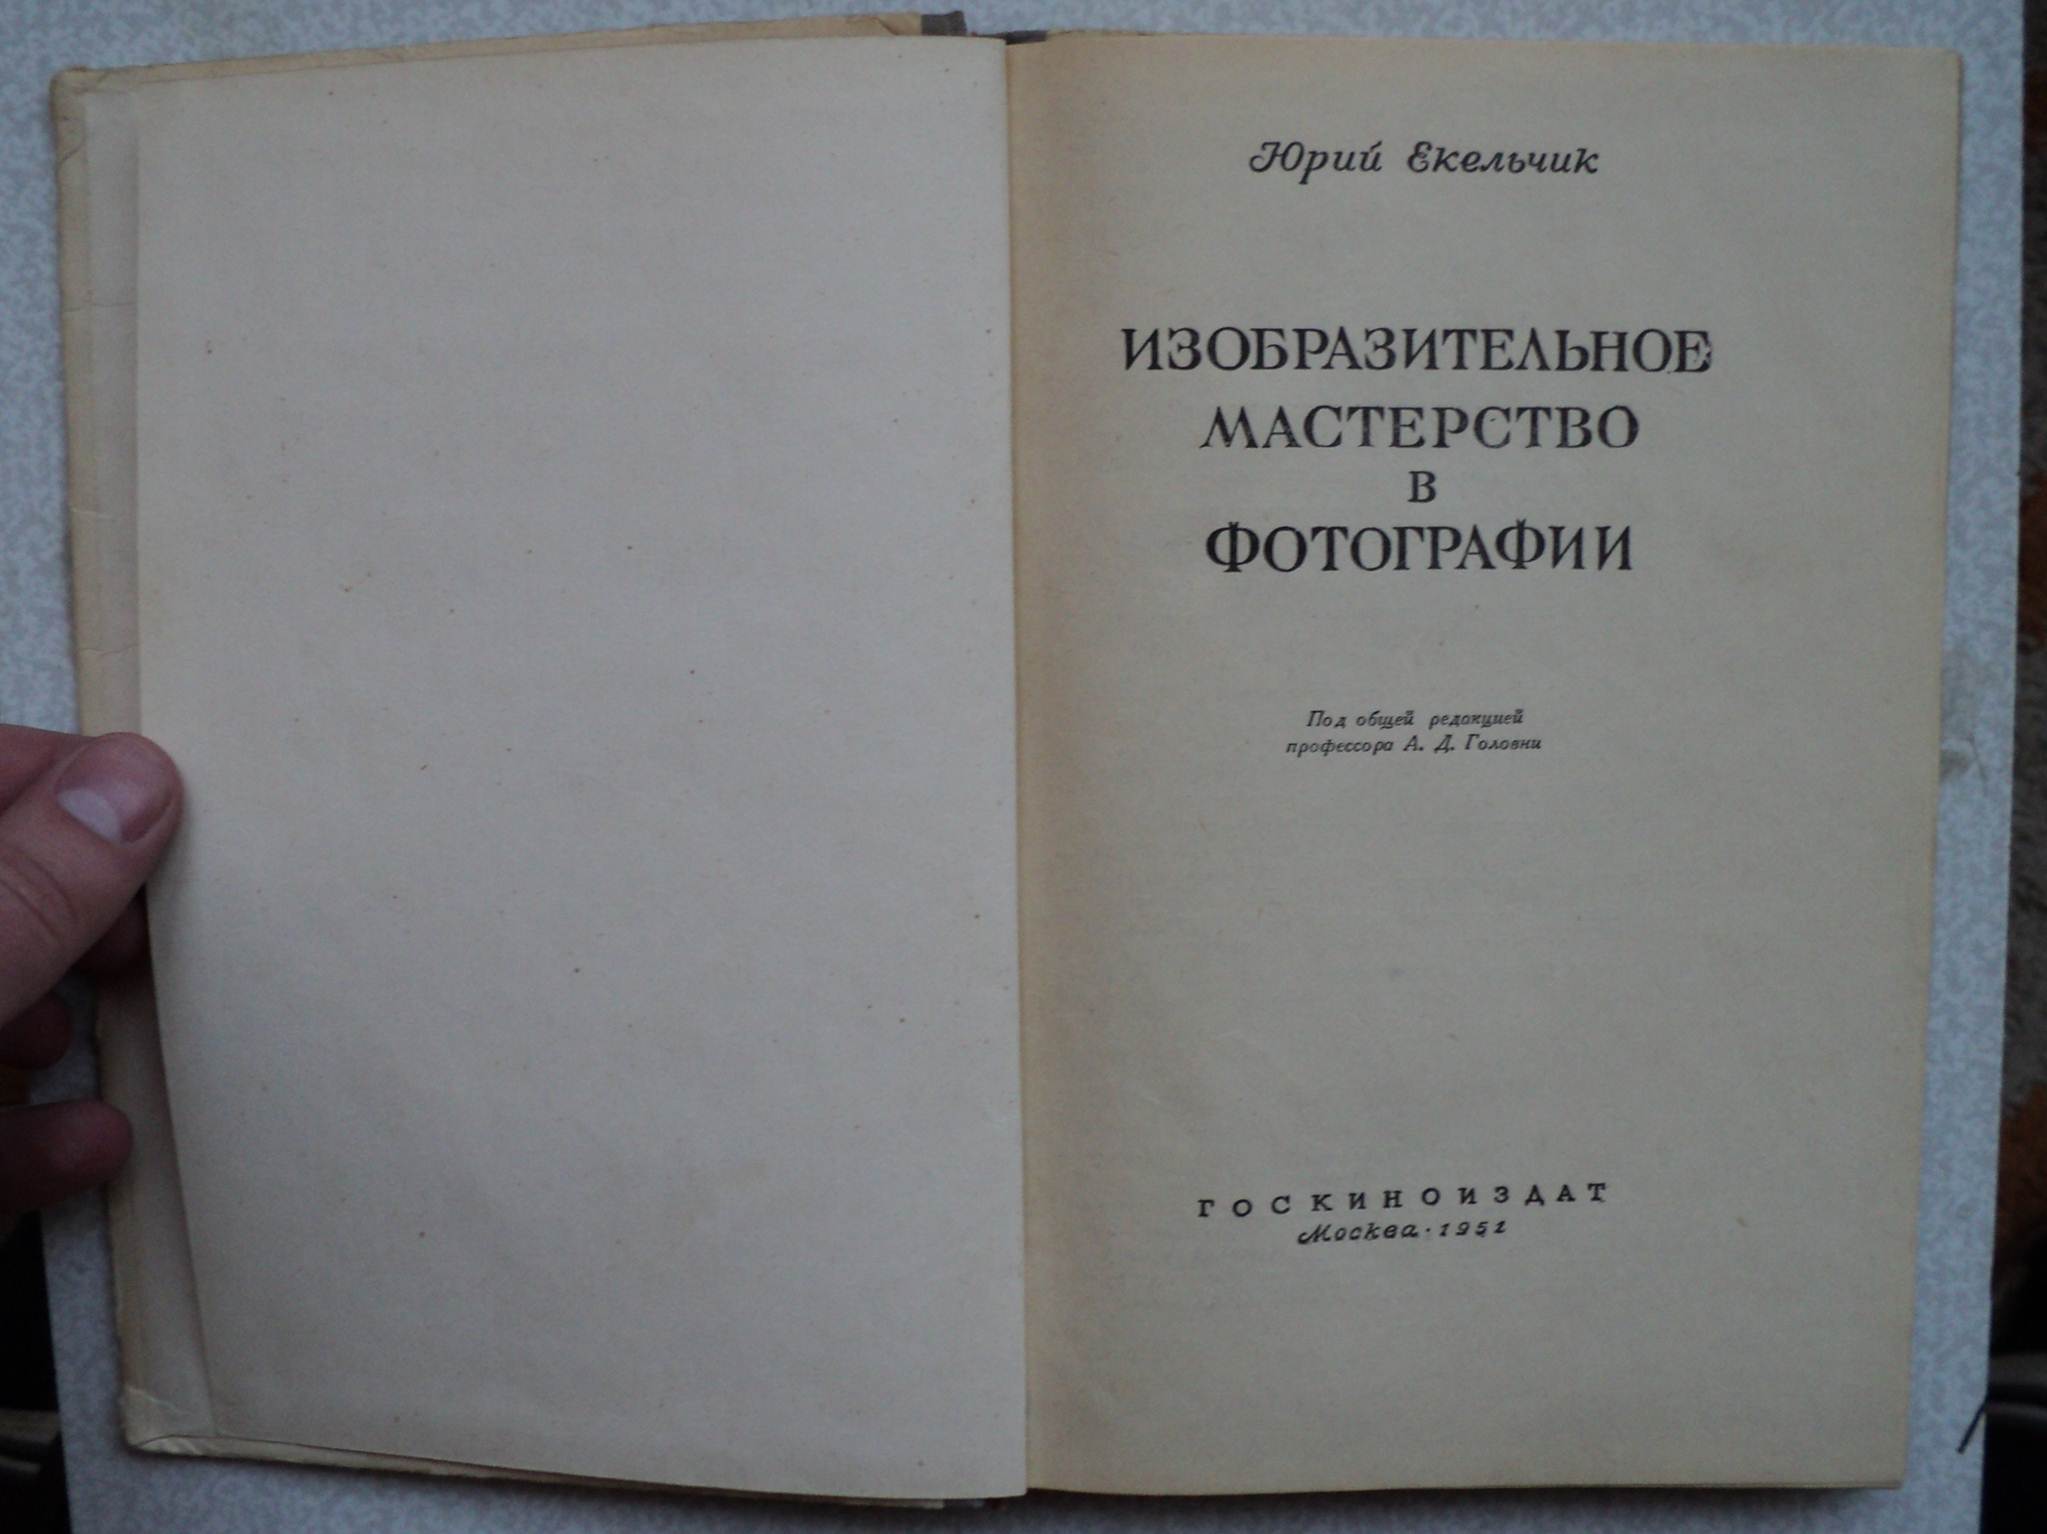 Юрий Екельчик
ИЗОБРАЗИТЕЛЬНОЕ
МАСТЕРСТВО
В
ФОТОГРАФИИ
Под общей редакцией
профессора А. Д. Головни
ГОСКИНОИЗДАТ
Москва · 1951